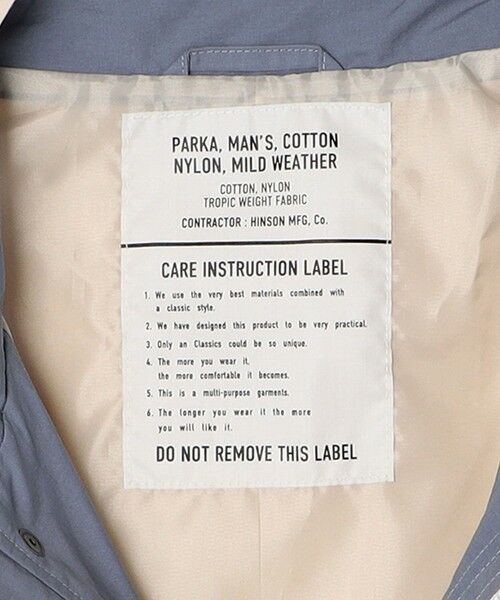 PARKA, MAN'S, COTTON
NYLON, MILD WEATHER
COTTON, NYLON
TROPIC WEIGHT FABRIC
CONTRACTOR : HINSON MFG, Co.
CARE INSTRUCTION LABEL
1. We use the very best materials combined with
a classic style.
2. We have designed this product to be very practical.
3. Only an Classics could be so unique.
4. The more you wear it,
the more comfortable it becomes.
5. This is a multi-purpose garments.
6. The longer you wear it the more
you will like it.
DO NOT REMOVE THIS LABEL